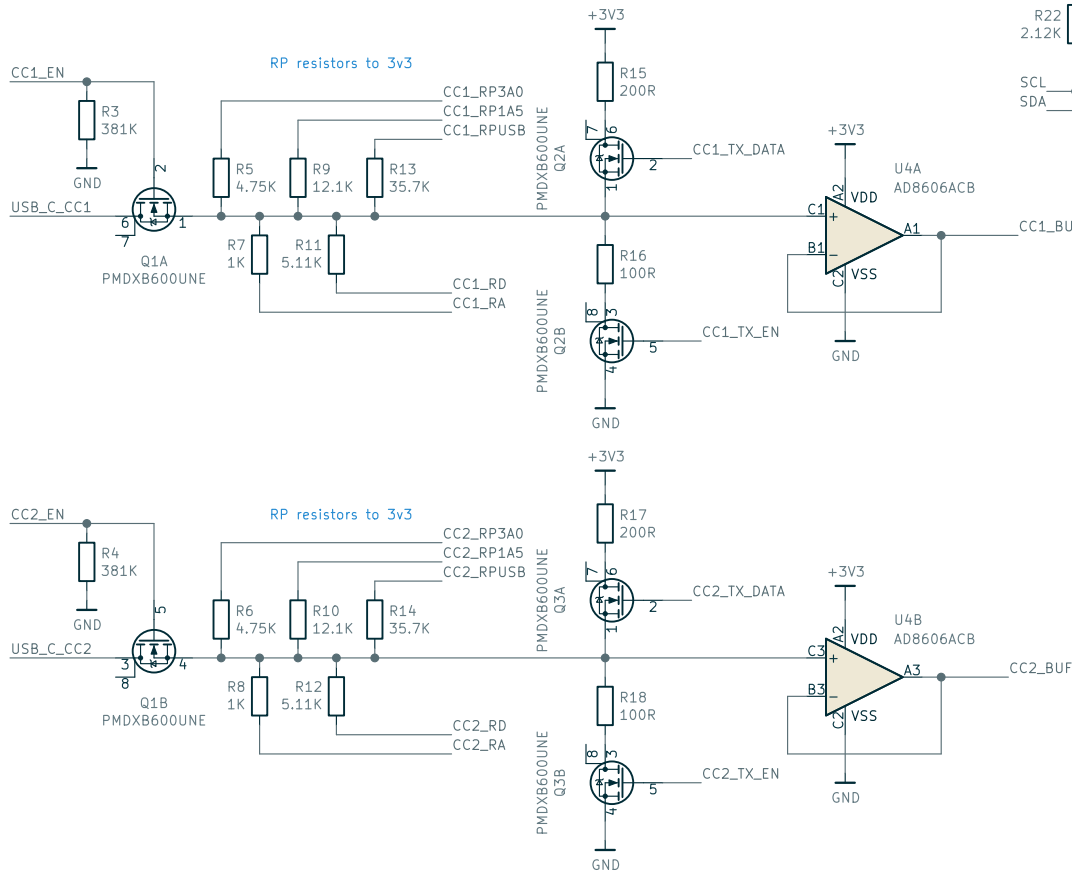 +3V3
R22
2.12K
R15
200R
CC1_EN
RP resistors to 3v3
SCL
SDA
R3
381K
CC1_RP3A0
CC1_RP1A5
CC1_RPUSB
PMDXB600UNE
Q2A
7
6
2
1
CC1_TX_DATA
+3V3
GND
2
R5
4.75K
R9
12.1K
R13
35.7K
U4A
AD8606ACB
A2
VDD
USB_C_CC1
6
1
7
C1
+
A1
CC1_BU
R7
1K
R11
5.11K
R16
100R
B1
-
C2
VSS
Q1A
PMDXB600UNE
CC1_RD
CC1_RA
PMDXB600UNE
Q2B
8
3
5
4
CC1_TX_EN
GND
GND
+3V3
CC2_EN
RP resistors to 3v3
R17
200R
R4
381K
CC2_RP3A0
CC2_RP1A5
CC2_RPUSB
PMDXB600UNE
Q3A
7
6
2
1
CC2_TX_DATA
+3V3
GND
5
R6
4.75K
R10
12.1K
R14
35.7K
U4B
AD8606ACB
A2
VDD
USB_C_CC2
3
4
8
C3
+
A3
CC2_BUF
R8
1K
R12
5.11K
R18
100R
B3
-
C2
VSS
Q1B
PMDXB600UNE
CC2_RD
CC2_RA
PMDXB600UNE
Q3B
8
3
5
4
CC2_TX_EN
GND
GND